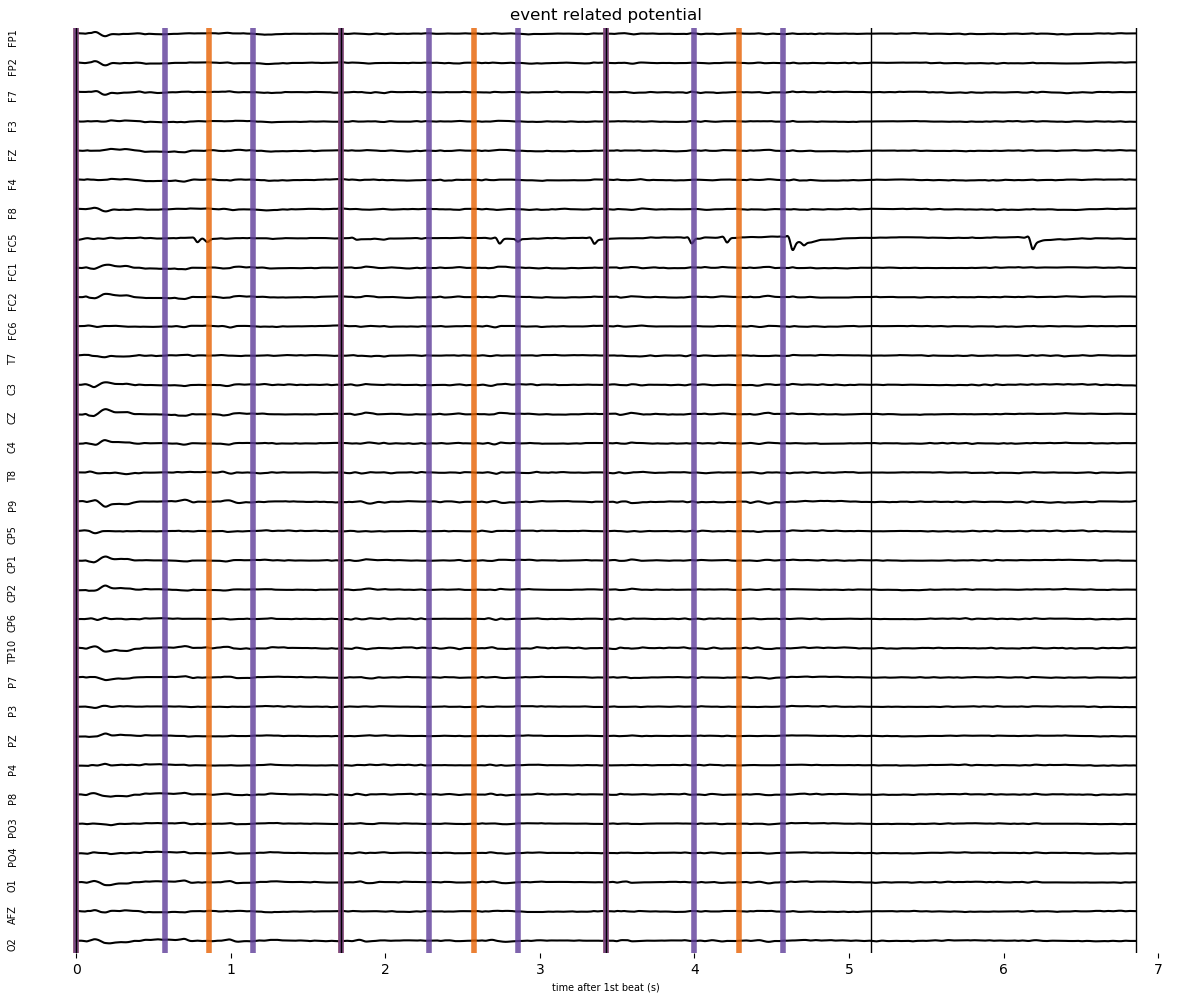 event related potential
FP1
FP2
F7
F3
FZ
F4
F8
FC5
FC1
FC2
FC6
T7
C3
CZ
C4
T8
P9
CP5
CP1
CP2
CP6
TP10
P7
P3
PZ
P4
P8
PO3
PO4
O1
AFZ
O2
0 1 2 3 4 5 6 7
time after 1st beat (s)